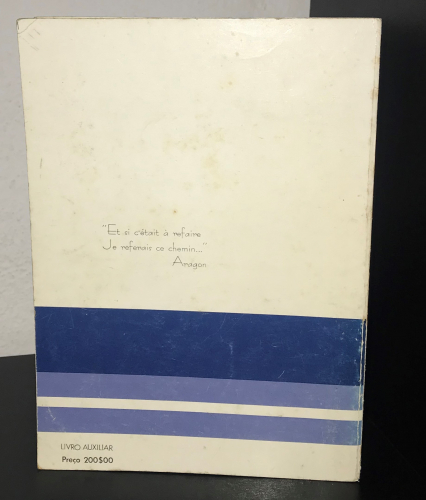 "Et si c'était à refaire
Je referais ce chemin..."
Aragon
LIVRO AUXILIAR
Preço 200$00